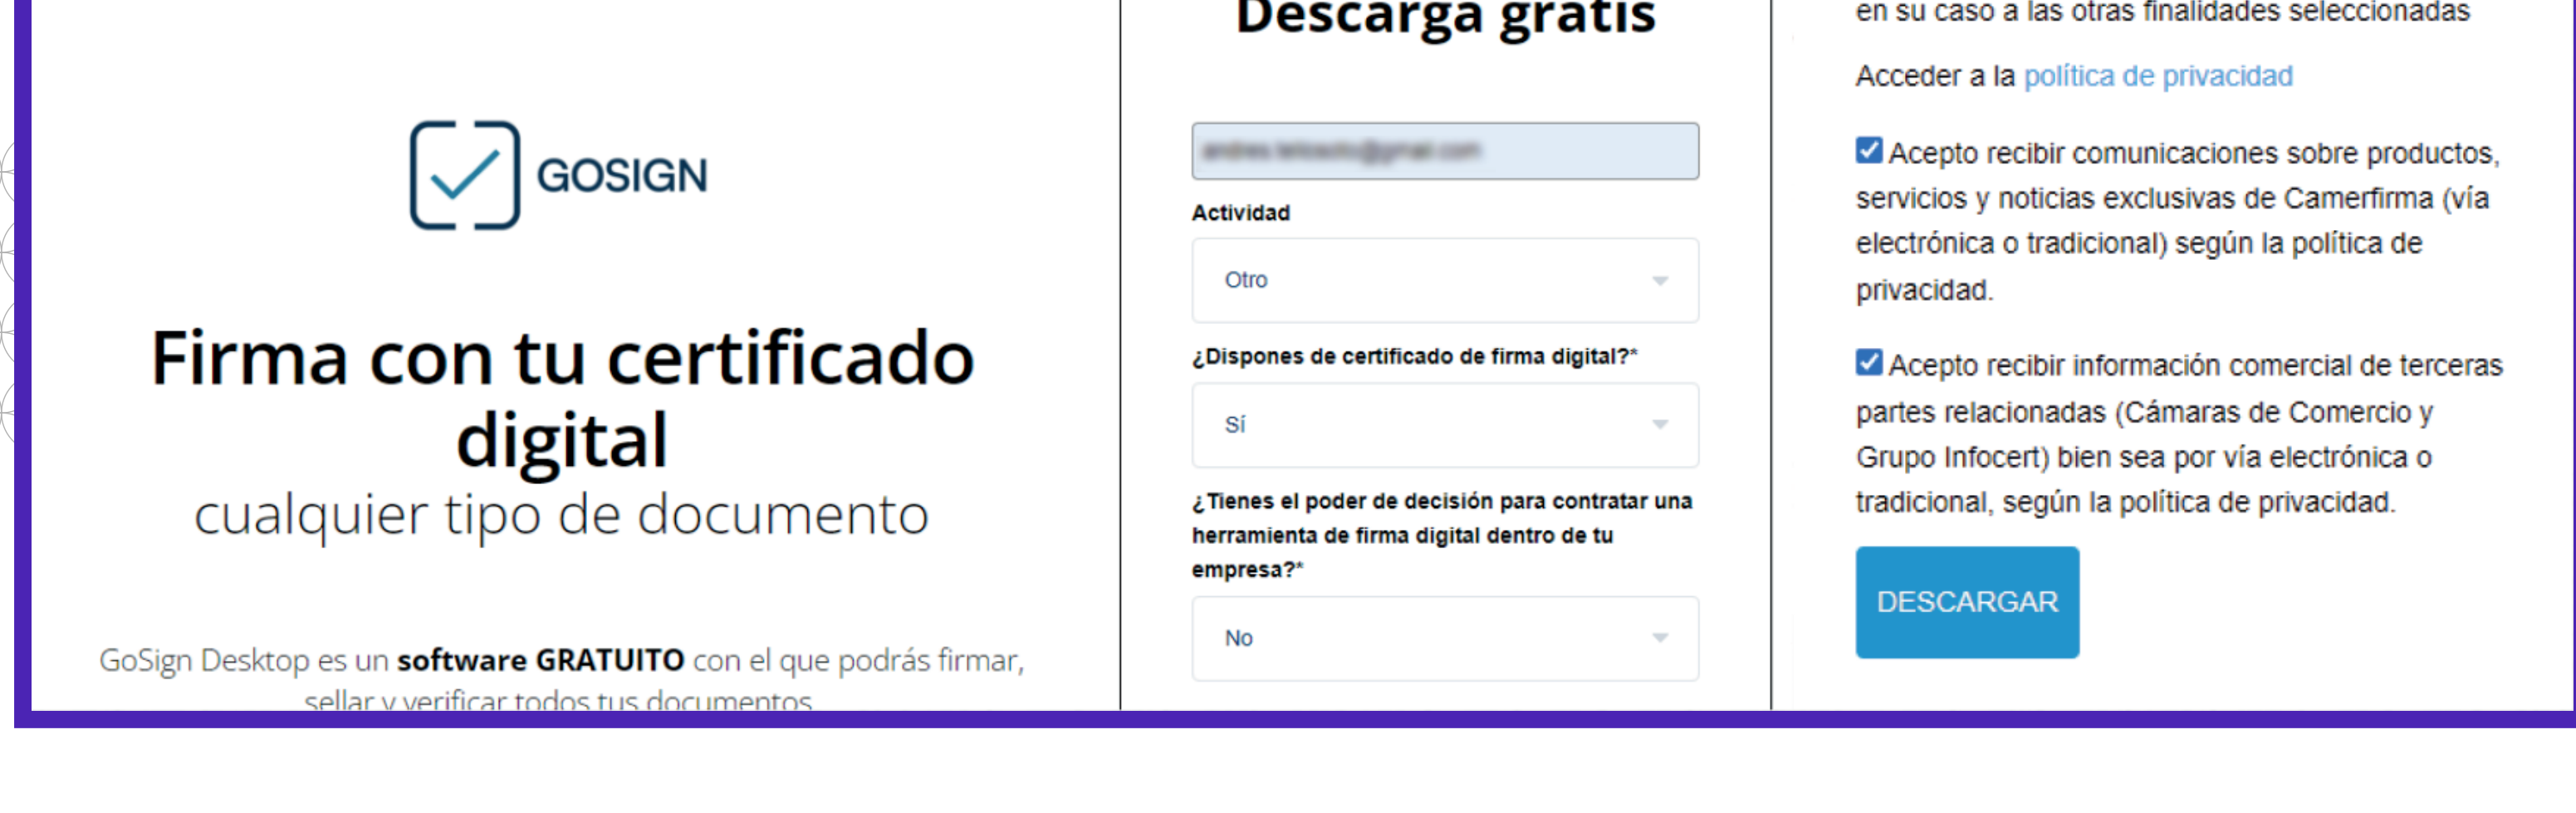 GOSIGN
Firma con tu certificado
digital
cualquier tipo de documento
GoSign Desktop es un software GRATUITO con el que podrás firmar,
sellar y verificar todos tus documentos
Descarga gratis
Actividad
Otro
¿Dispones de certificado de firma digital?*
Sí
¿Tienes el poder de decisión para contratar una
herramienta de firma digital dentro de tu
empresa?*
No
en su caso a las otras finalidades seleccionadas
Acceder a la política de privacidad
Acepto recibir comunicaciones sobre productos,
servicios y noticias exclusivas de Camerfirma (vía
electrónica o tradicional) según la política de
privacidad.
Acepto recibir información comercial de terceras
partes relacionadas (Cámaras de Comercio y
Grupo Infocert) bien sea por vía electrónica o
tradicional, según la política de privacidad.
DESCARGAR